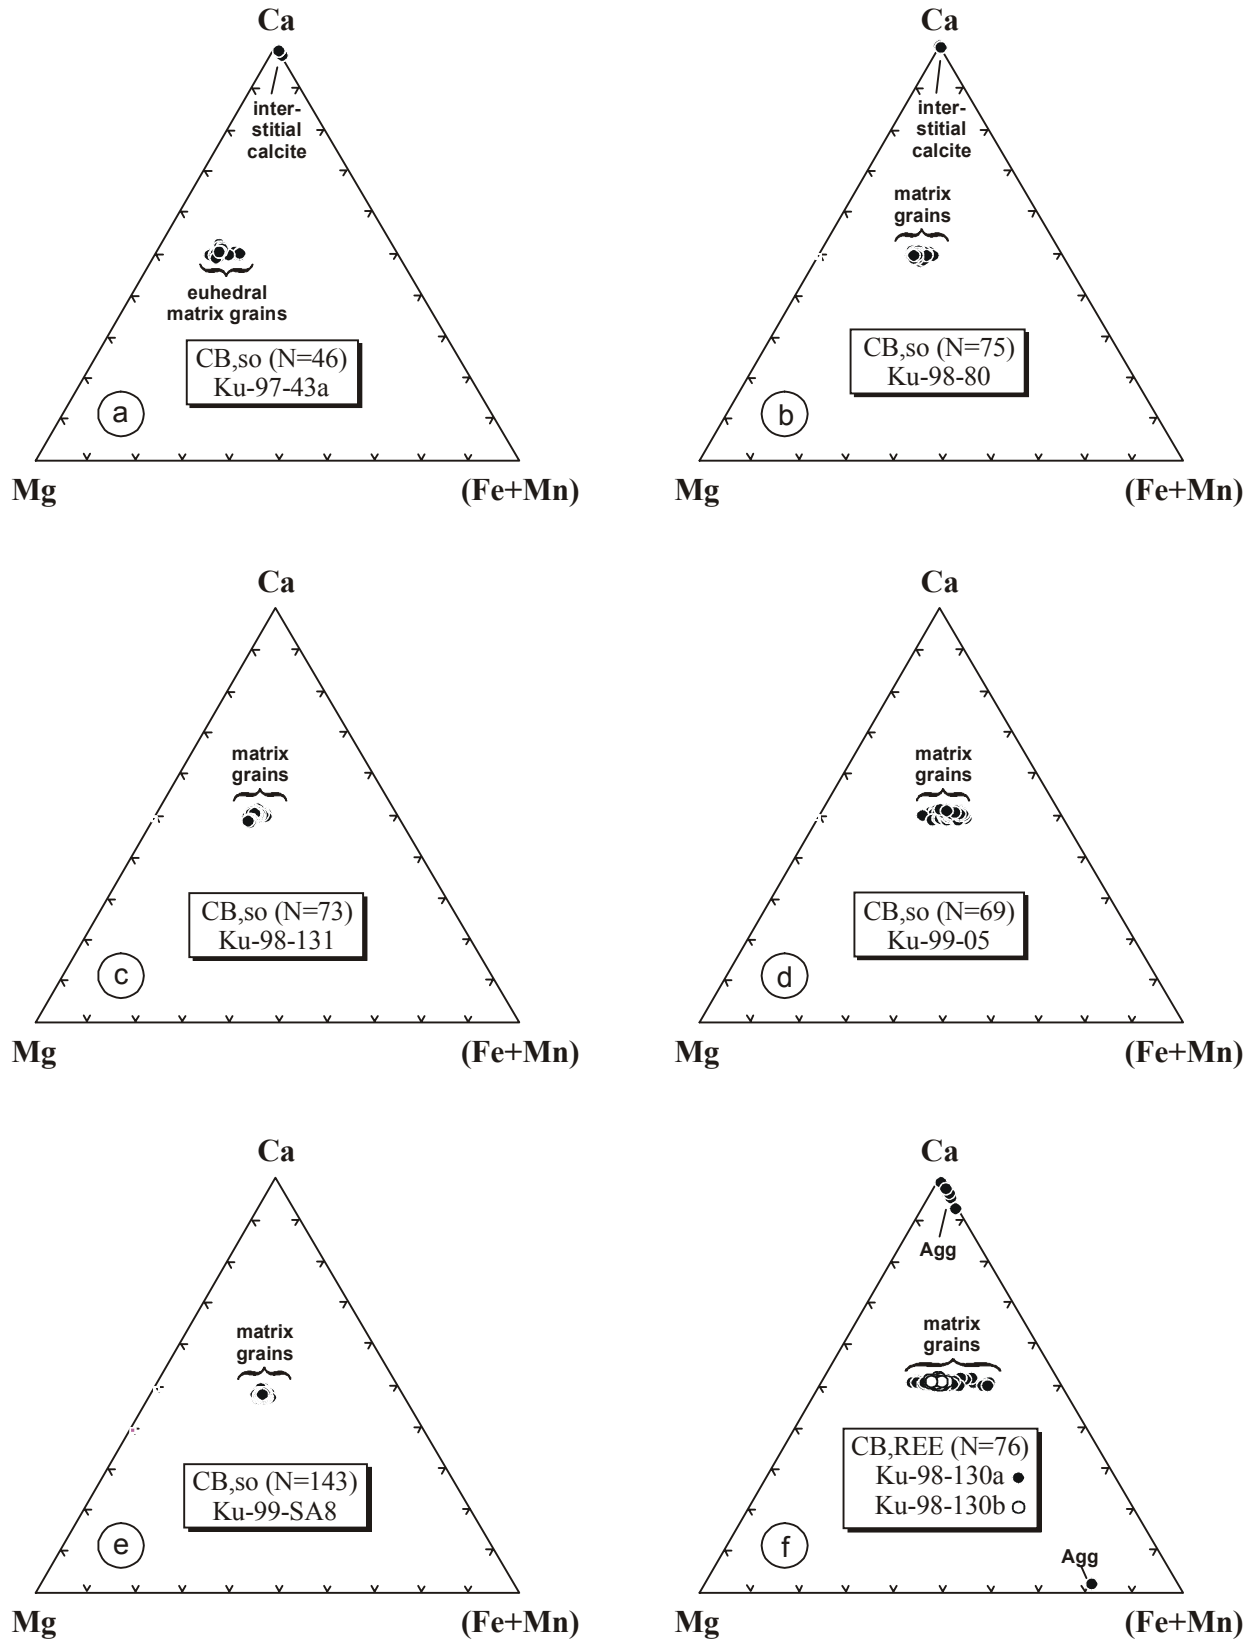 Ca
inter-
stitial
calcite
euhedral
matrix grains
CB,so (N=46)
Ku-97-43a
a
Mg
(Fe+Mn)
Ca
inter-
stitial
calcite
matrix
grains
CB,so (N=75)
Ku-98-80
b
Mg
(Fe+Mn)
Ca
matrix
grains
CB,so (N=73)
Ku-98-131
c
Mg
(Fe+Mn)
Ca
matrix
grains
CB,so (N=69)
Ku-99-05
d
Mg
(Fe+Mn)
Ca
matrix
grains
CB,so (N=143)
Ku-99-SA8
e
Mg
(Fe+Mn)
Ca
Agg
matrix
grains
CB,REE (N=76)
Ku-98-130a
Ku-98-130b
Agg
f
Mg
(Fe+Mn)